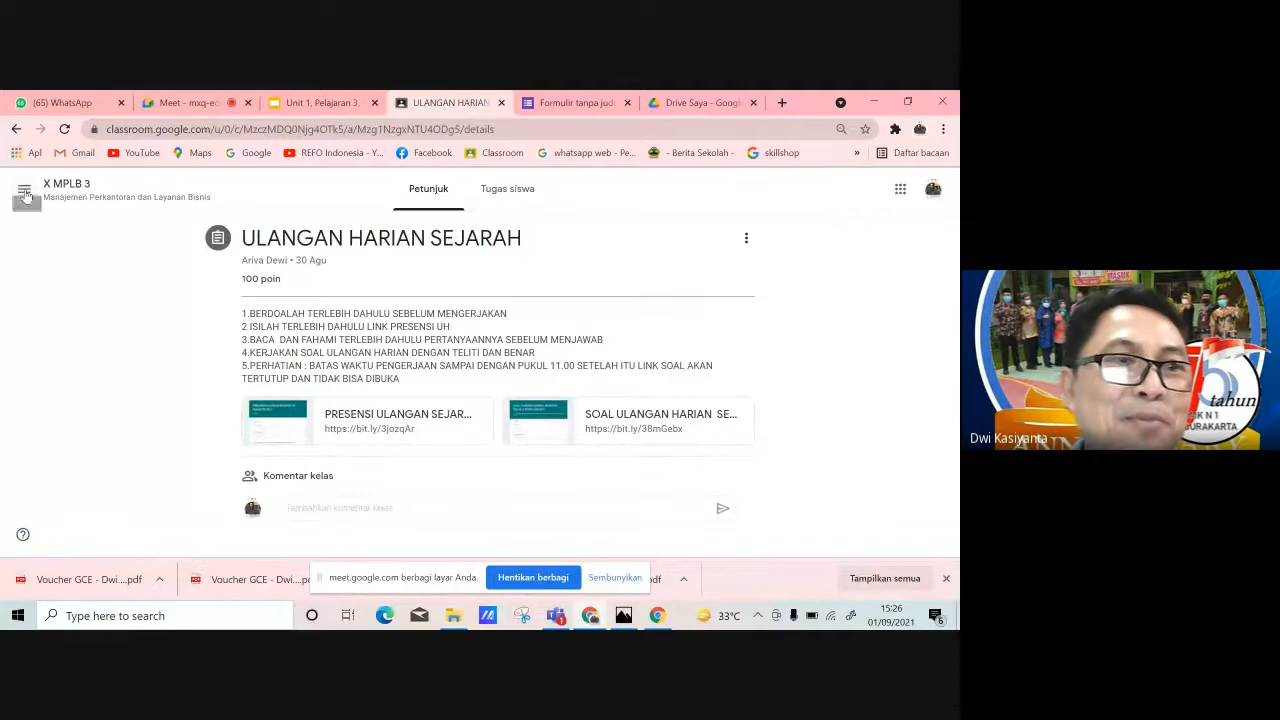 (65) WhatsApp
Meet - mxq-eo
Unit 1, Pelajaran 3.
ULANGAN HARIAN
Formulir tanpa jud
Drive Saya - Google
classroom.google.com/u/0/c/MzczMDQ0Njg4OTk5/a/Mzg1NzgxNTU4ODg5/details
Apl
Gmail
YouTube
Maps
Google
REFO Indonesia - Y...
Facebook
Classroom
whatsapp web - Pe...
- Berita Sekolah -
skillshop
»
Daftar bacaan
X MPLB 3
Manajemen Perkantoran dan Layanan Bisnis
Petunjuk
Tugas siswa
ULANGAN HARIAN SEJARAH
Ariva Dewi • 30 Agu
100 poin
1.BERDOALAH TERLEBIH DAHULU SEBELUM MENGERJAKAN
2 ISILAH TERLEBIH DAHULU LINK PRESENSI UH
3.BACA DAN FAHAMI TERLEBIH DAHULU PERTANYAANNYA SEBELUM MENJAWAB
4.KERJAKAN SOAL ULANGAN HARIAN DENGAN TELITI DAN BENAR
5.PERHATIAN : BATAS WAKTU PENGERJAAN SAMPAI DENGAN PUKUL 11.00 SETELAH ITU LINK SOAL AKAN
TERTUTUP DAN TIDAK BISA DIBUKA
PRESENSI ULANGAN SEJAR...
https://bit.ly/3jozqAr
SOAL ULANGAN HARIAN SE...
https://bit.ly/38mGebx
Komentar kelas
Tambahkan komentar kelas
tahun
SURAKARTA
Dwi Kasiyanta
Voucher GCE - Dwi....pdf
Voucher GCE - Dwi....p
meet.google.com berbagi layar Anda.
Hentikan berbagi
Sembunyikan
pdf
Tampilkan semua
Type here to search
33°C
15:26
01/09/2021